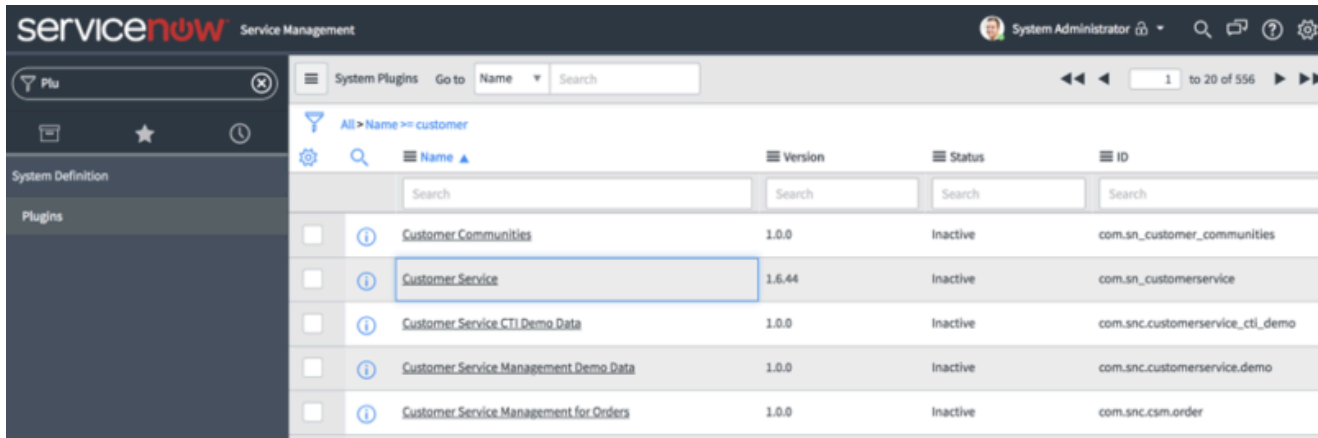 servicenow Service Management System Administrator
Plu System Plugins Go to Name Search 1 to 20 of 556
All > Name >= customer
Name Version Status ID
System Definition
Search Search Search Search
Plugins
Customer Communities 1.0.0 Inactive com.sn_customer_communities
Customer Service 1.6.44 Inactive com.sn_customerservice
Customer Service CTI Demo Data 1.0.0 Inactive com.snc.customerservice_cti_demo
Customer Service Management Demo Data 1.0.0 Inactive com.snc.customerservice.demo
Customer Service Management for Orders 1.0.0 Inactive com.snc.csm.order